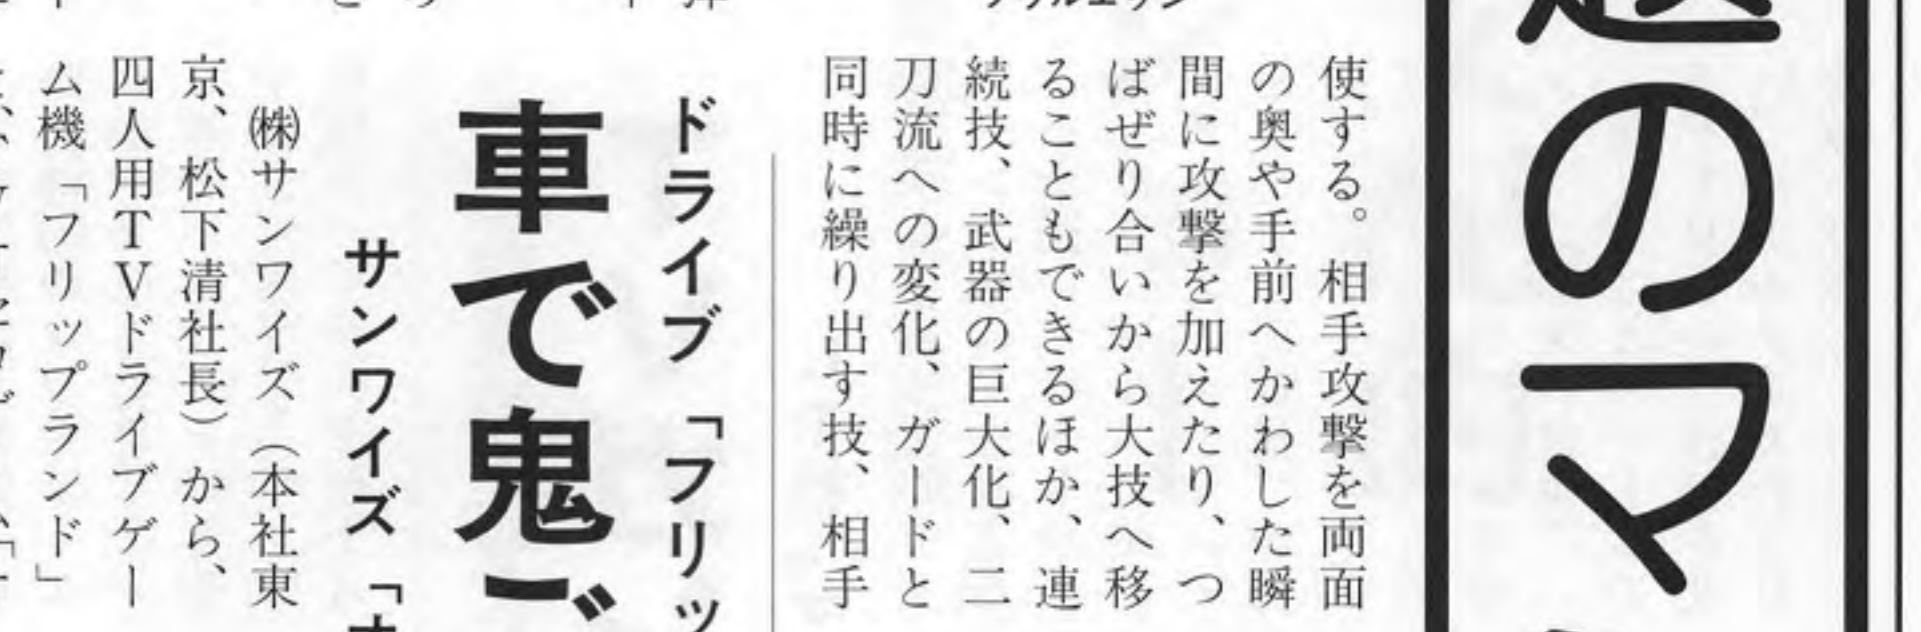 のマ
使する。相手攻撃を両面
の奥や手前へかわした瞬
間に攻撃を加えたり、つ
ばぜり合いから大技へ移
ることもできるほか、連
続技、武器の巨大化、二
刀流への変化、ガードと
同時に繰り出す技、相手
ドライブ「フリッ
車で鬼ご
サンワイズ「オ
㈱サンワイズ（本社東
京、松下清社長）から、
四人用TVドライブゲー
ム機「フリップランド」